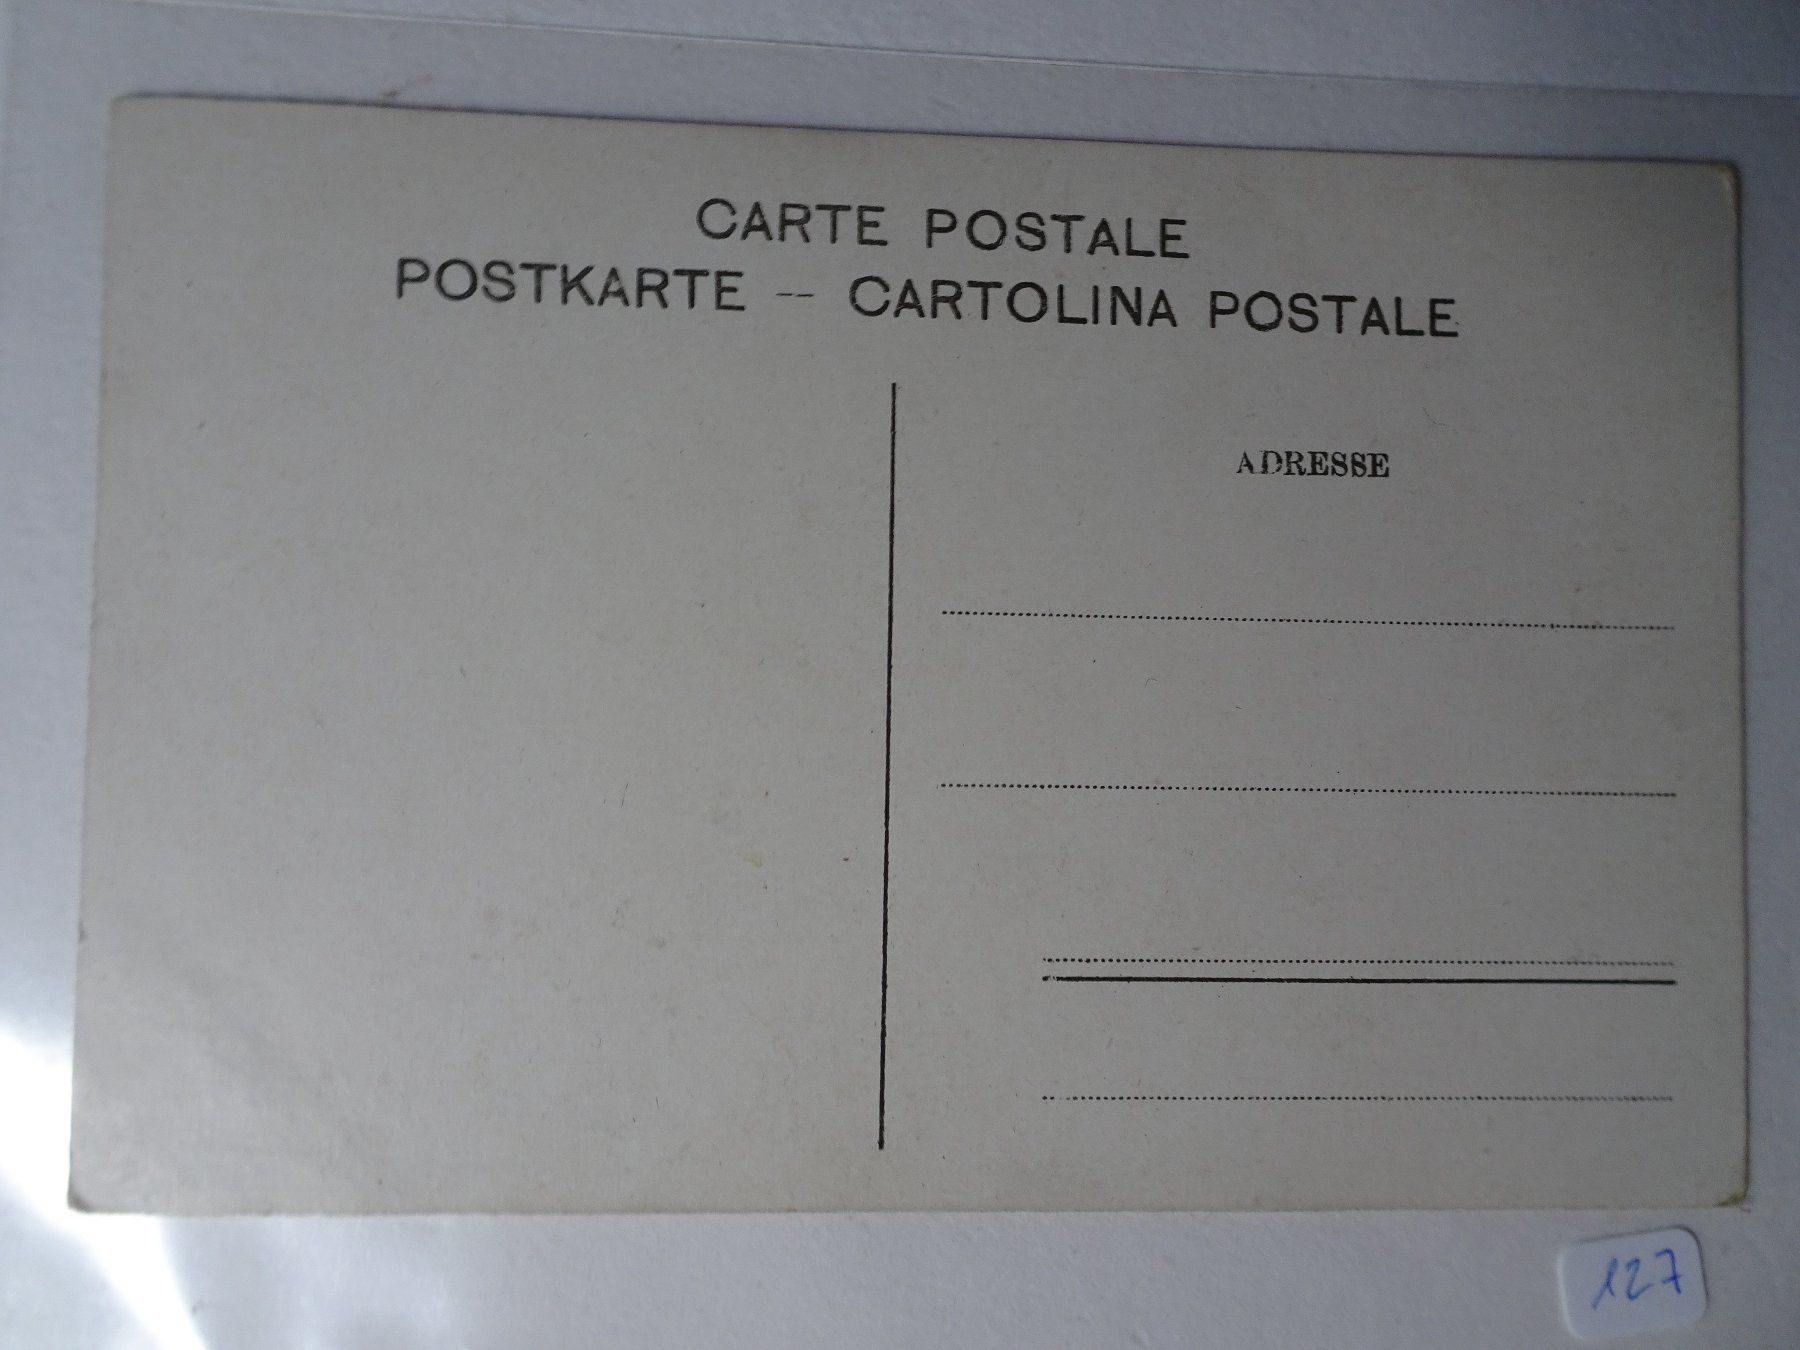 CARTE POSTALE
POSTKARTE -- CARTOLINA POSTALE
ADRESSE
127